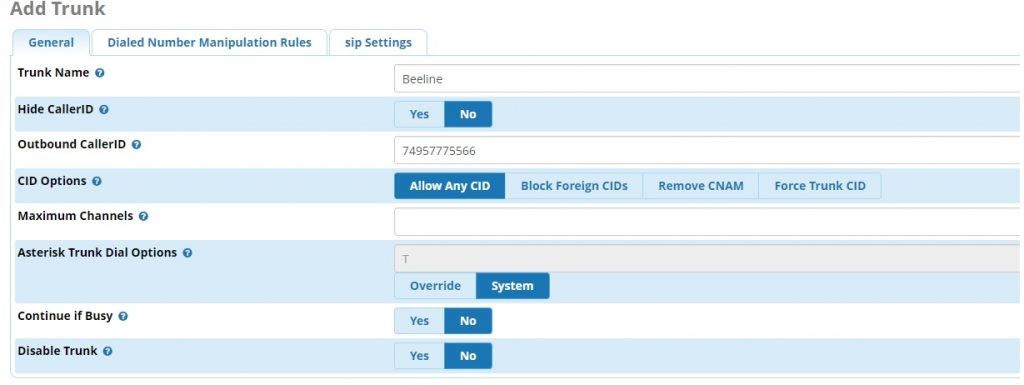 Add Trunk
General Dialed Number Manipulation Rules sip Settings
Trunk Name ? Beeline
Hide CallerID ? Yes No
Outbound CallerID ? 74957775566
CID Options ? Allow Any CID Block Foreign CIDs Remove CNAM Force Trunk CID
Maximum Channels ?
Asterisk Trunk Dial Options ? T
Override System
Continue if Busy ? Yes No
Disable Trunk ? Yes No